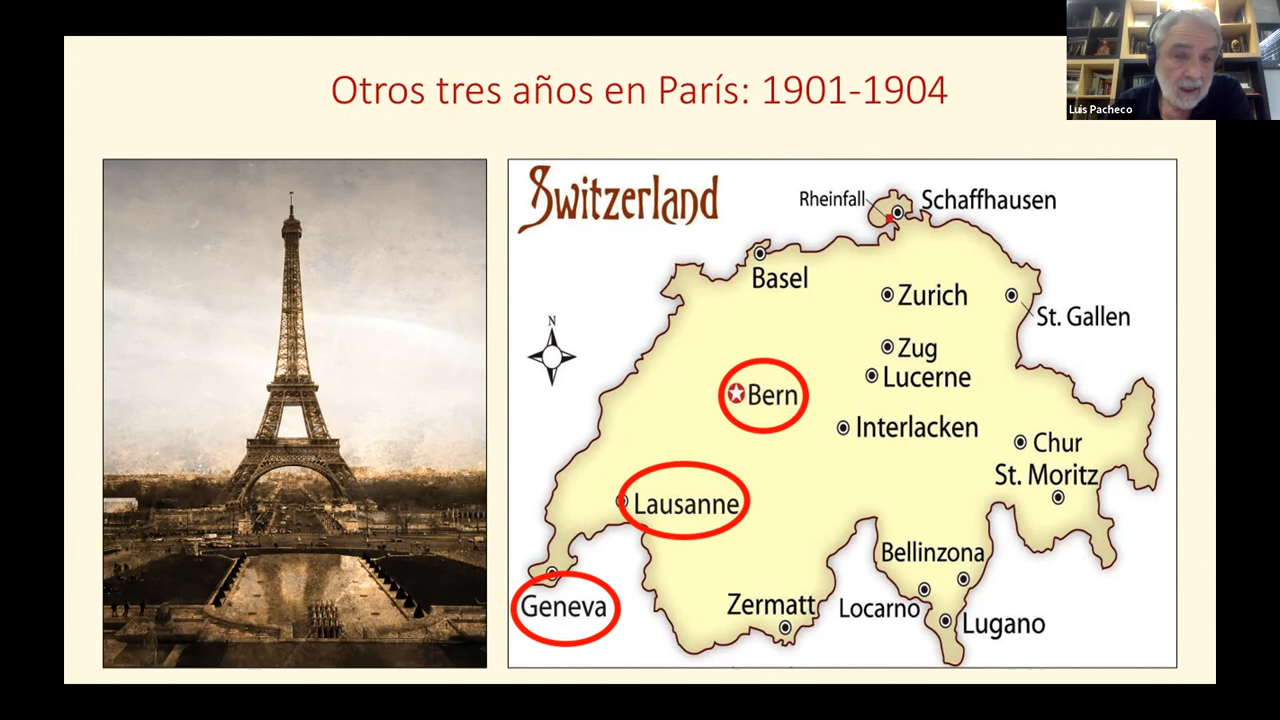 Otros tres años en París: 1901-1904
Luis Pacheco
Switzerland
Rheinfall
Schaffhausen
Basel
Zurich
St. Gallen
N
Zug
Lucerne
Bern
Interlacken
Chur
St. Moritz
Lausanne
Bellinzona
Geneva
Zermatt
Locarno
Lugano